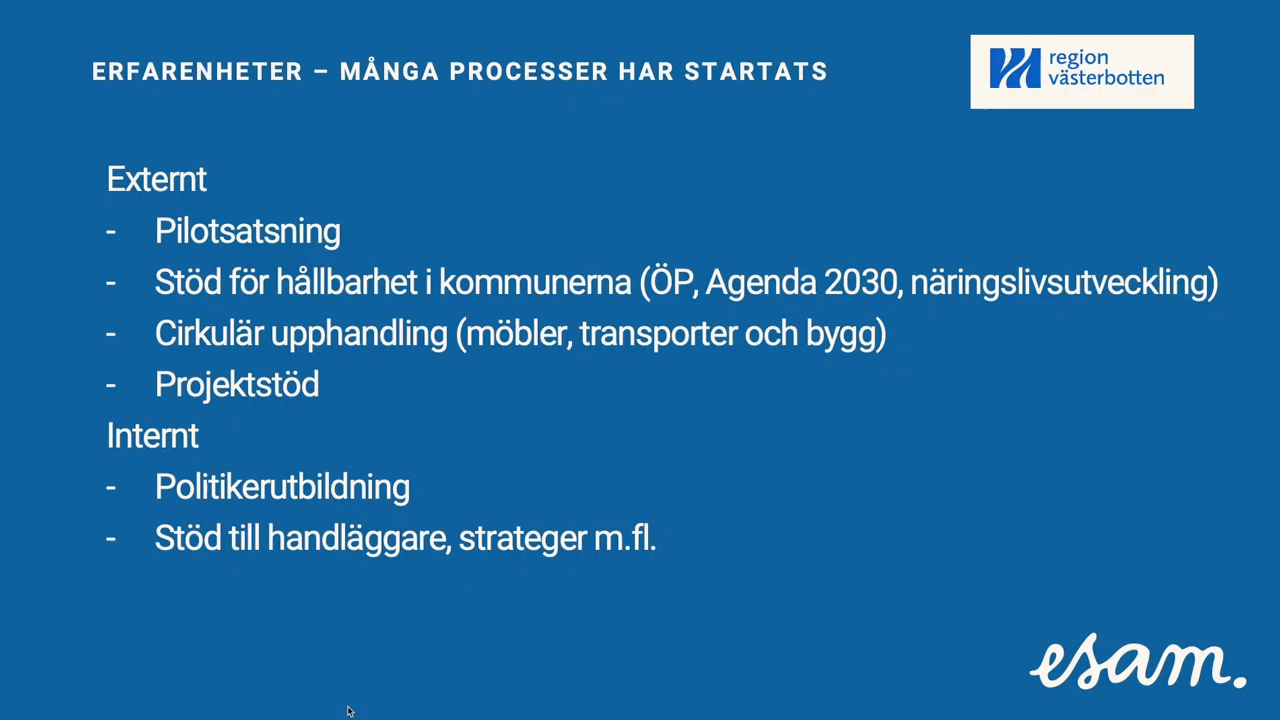 ERFARENHETER – MÅNGA PROCESSER HAR STARTATS
region
västerbotten
Externt
- Pilotsatsning
- Stöd för hållbarhet i kommunerna (ÖP, Agenda 2030, näringslivsutveckling)
- Cirkulär upphandling (möbler, transporter och bygg)
- Projektstöd
Internt
- Politikerutbildning
- Stöd till handläggare, strateger m.fl.
esam.